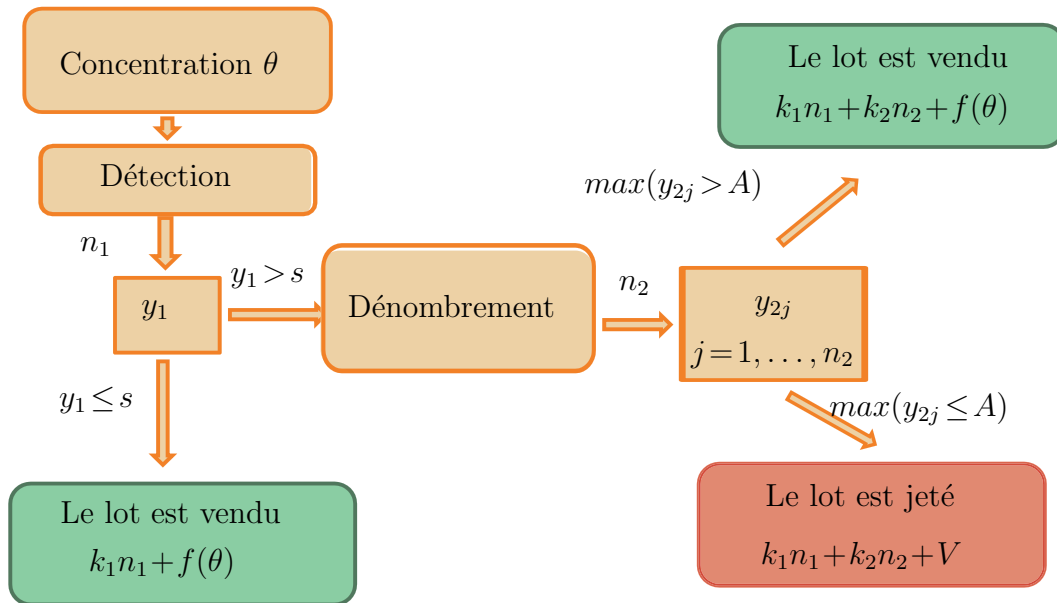 Concentration θ
Détection
n₁
y₁
y₁ > s
y₁ ≤ s
Le lot est vendu
k₁n₁+f(θ)
Dénombrement
n₂
y₂ⱼ
j=1, . . . , n₂
max(y₂ⱼ > A)
Le lot est vendu
k₁n₁+k₂n₂+f(θ)
max(y₂ⱼ ≤ A)
Le lot est jeté
k₁n₁+k₂n₂+V